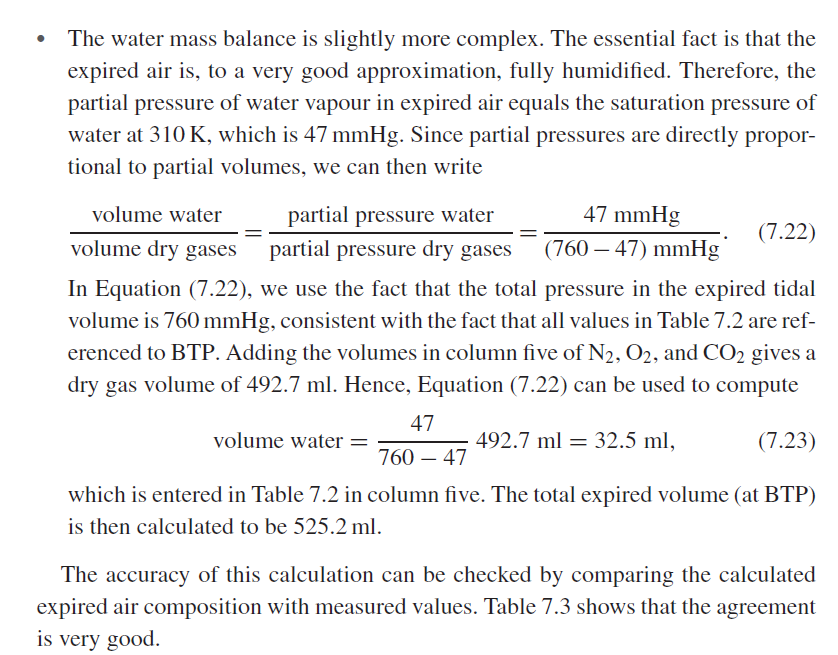 • The water mass balance is slightly more complex. The essential fact is that the
expired air is, to a very good approximation, fully humidified. Therefore, the
partial pressure of water vapour in expired air equals the saturation pressure of
water at 310 K, which is 47 mmHg. Since partial pressures are directly propor-
tional to partial volumes, we can then write
volume water / volume dry gases = partial pressure water / partial pressure dry gases = 47 mmHg / (760 – 47) mmHg. (7.22)
In Equation (7.22), we use the fact that the total pressure in the expired tidal
volume is 760 mmHg, consistent with the fact that all values in Table 7.2 are ref-
erenced to BTP. Adding the volumes in column five of N₂, O₂, and CO₂ gives a
dry gas volume of 492.7 ml. Hence, Equation (7.22) can be used to compute
volume water = 47 / 760 – 47 492.7 ml = 32.5 ml, (7.23)
which is entered in Table 7.2 in column five. The total expired volume (at BTP)
is then calculated to be 525.2 ml.
The accuracy of this calculation can be checked by comparing the calculated
expired air composition with measured values. Table 7.3 shows that the agreement
is very good.